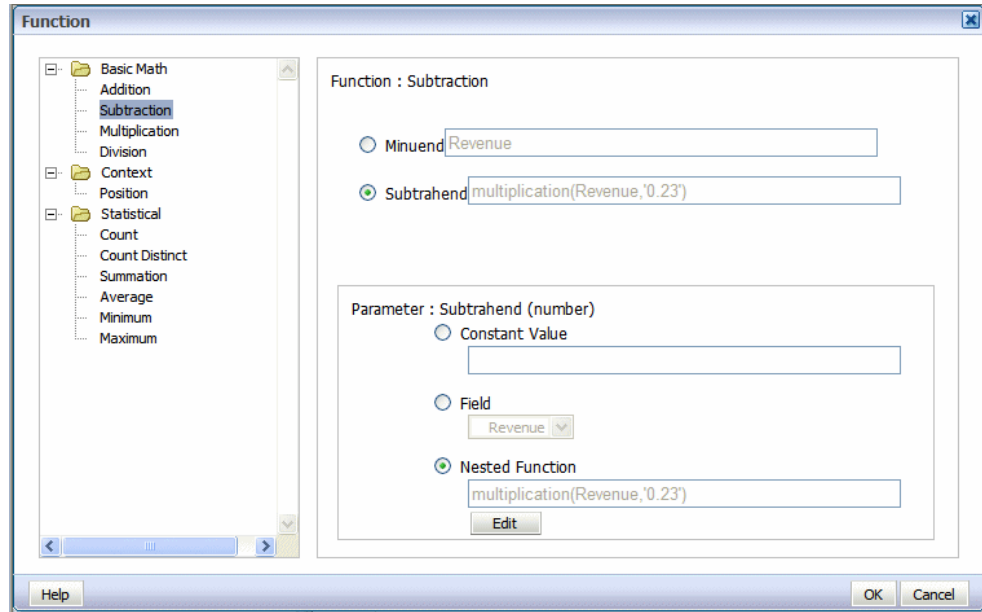 Function
Basic Math
Addition
Subtraction
Multiplication
Division
Context
Position
Statistical
Count
Count Distinct
Summation
Average
Minimum
Maximum
Function : Subtraction
Minuend Revenue
Subtrahend multiplication(Revenue,'0.23')
Parameter : Subtrahend (number)
Constant Value
Field
Revenue
Nested Function
multiplication(Revenue,'0.23')
Edit
Help
OK Cancel